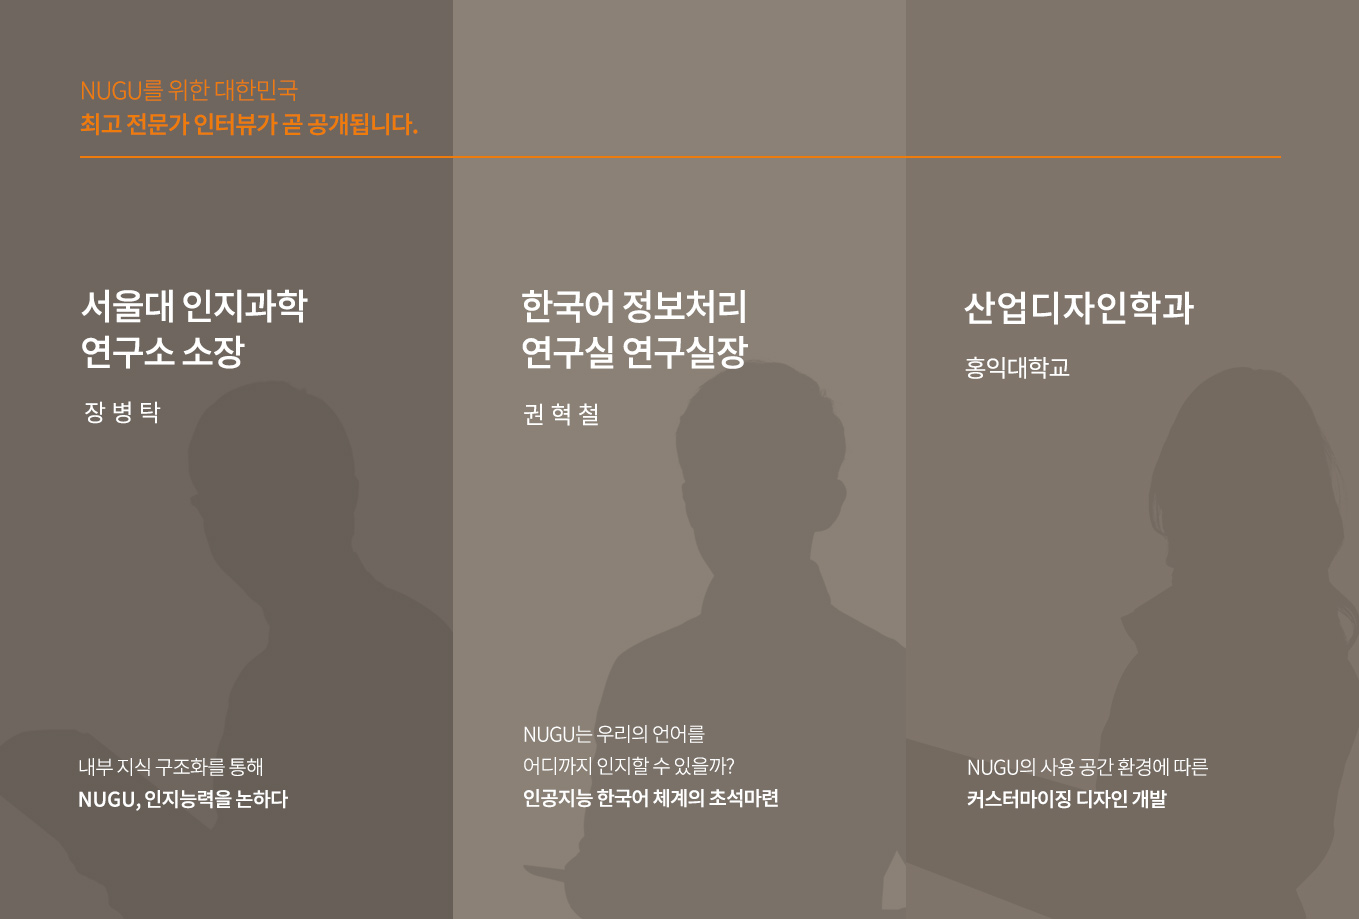 NUGU를 위한 대한민국
최고 전문가 인터뷰가 곧 공개됩니다.
서울대 인지과학
연구소 소장
장병탁
내부 지식 구조화를 통해
NUGU, 인지능력을 논하다
한국어 정보처리
연구실 연구실장
권혁철
NUGU는 우리의 언어를
어디까지 인지할 수 있을까?
인공지능 한국어 체계의 초석마련
산업디자인학과
홍익대학교
NUGU의 사용 공간 환경에 따른
커스터마이징 디자인 개발